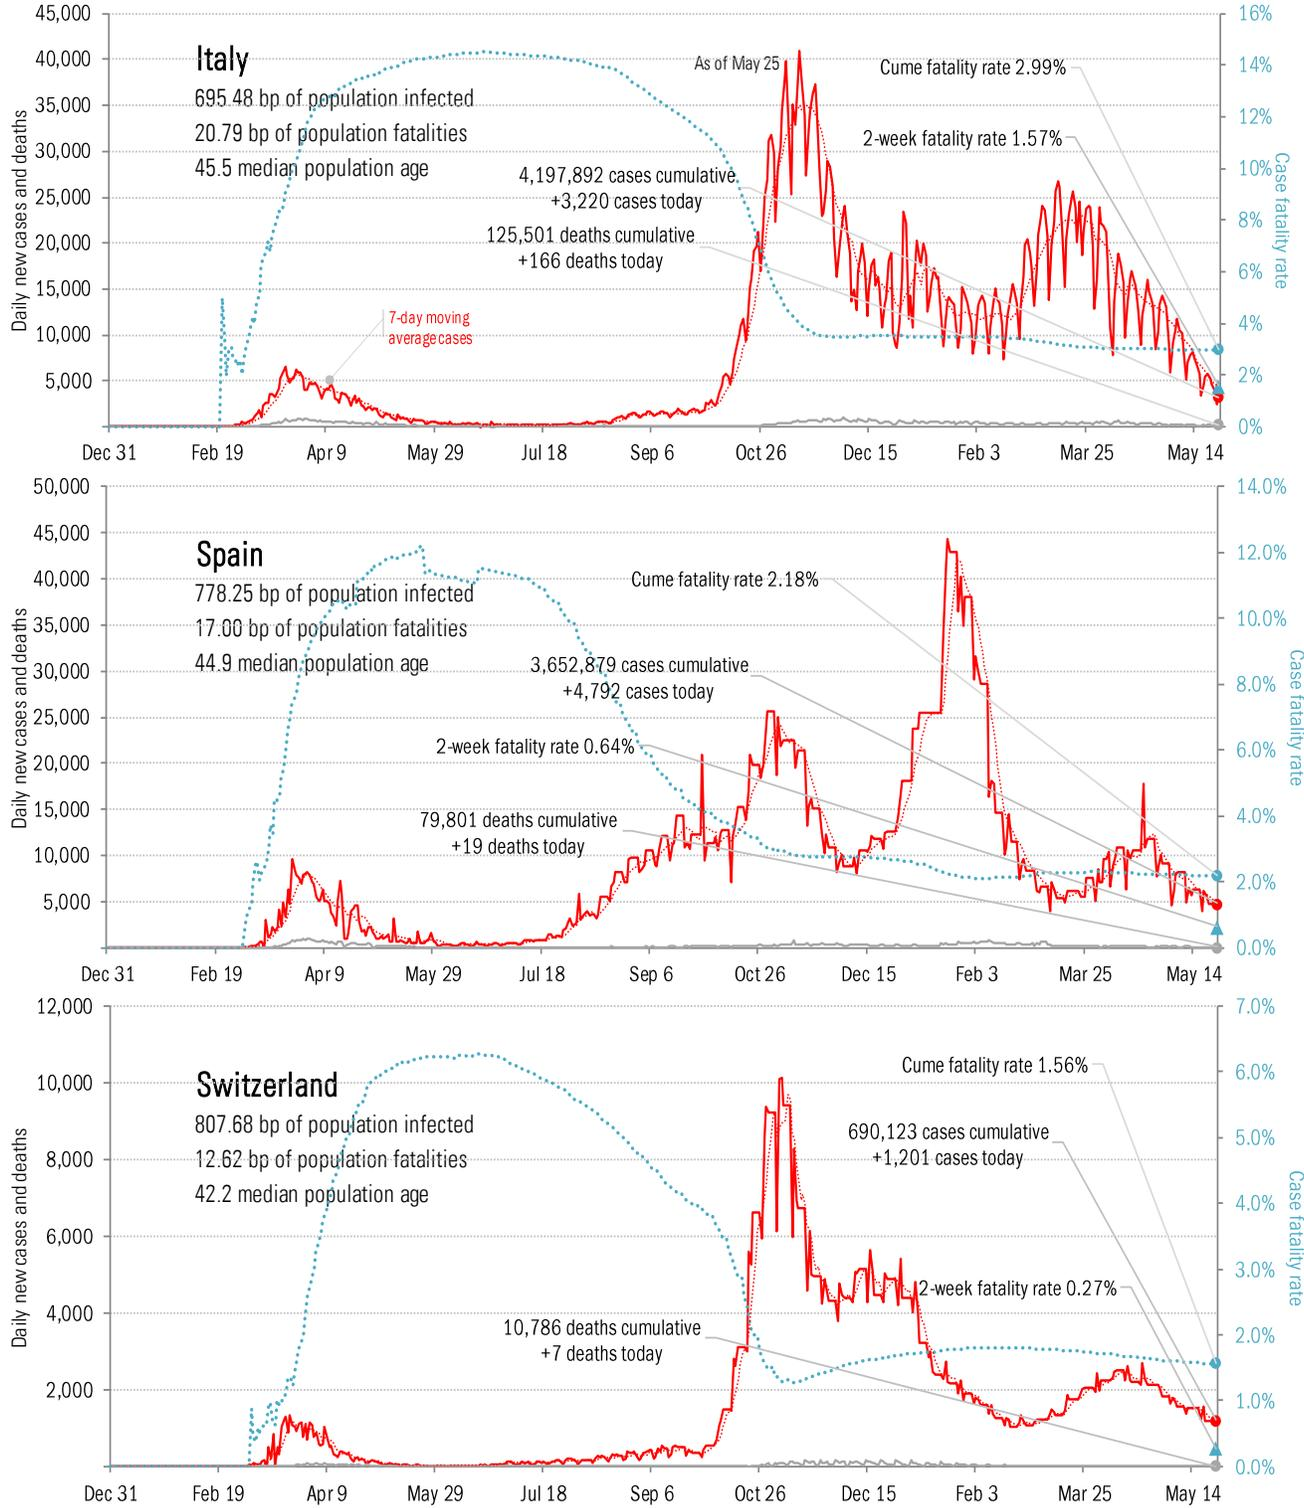 45,000
16%
Italy
As of May 25
Cume fatality rate 2.99%
40,000
14%
695.48 bp of population infected
35,000
12%
20.79 bp of population fatalities
2-week fatality rate 1.57%
30,000
10%
45.5 median population age
4,197,892 cases cumulative
+3,220 cases today
25,000
8%
125,501 deaths cumulative
+166 deaths today
20,000
6%
15,000
4%
7-day moving
average cases
10,000
2%
5,000
0%
Daily new cases and deaths
Case fatality rate
Dec 31
Feb 19
Apr 9
May 29
Jul 18
Sep 6
Oct 26
Dec 15
Feb 3
Mar 25
May 14
50,000
14.0%
45,000
12.0%
Spain
40,000
Cume fatality rate 2.18%
778.25 bp of population infected
10.0%
35,000
17.00 bp of population fatalities
44.9 median population age
3,652,879 cases cumulative
+4,792 cases today
30,000
8.0%
25,000
2-week fatality rate 0.64%
6.0%
20,000
15,000
79,801 deaths cumulative
+19 deaths today
4.0%
10,000
2.0%
5,000
0.0%
Daily new cases and deaths
Case fatality rate
Dec 31
Feb 19
Apr 9
May 29
Jul 18
Sep 6
Oct 26
Dec 15
Feb 3
Mar 25
May 14
12,000
7.0%
Cume fatality rate 1.56%
10,000
6.0%
Switzerland
807.68 bp of population infected
690,123 cases cumulative
+1,201 cases today
5.0%
8,000
12.62 bp of population fatalities
42.2 median population age
4.0%
6,000
3.0%
2-week fatality rate 0.27%
4,000
10,786 deaths cumulative
+7 deaths today
2.0%
2,000
1.0%
0.0%
Daily new cases and deaths
Case fatality rate
Dec 31
Feb 19
Apr 9
May 29
Jul 18
Sep 6
Oct 26
Dec 15
Feb 3
Mar 25
May 14